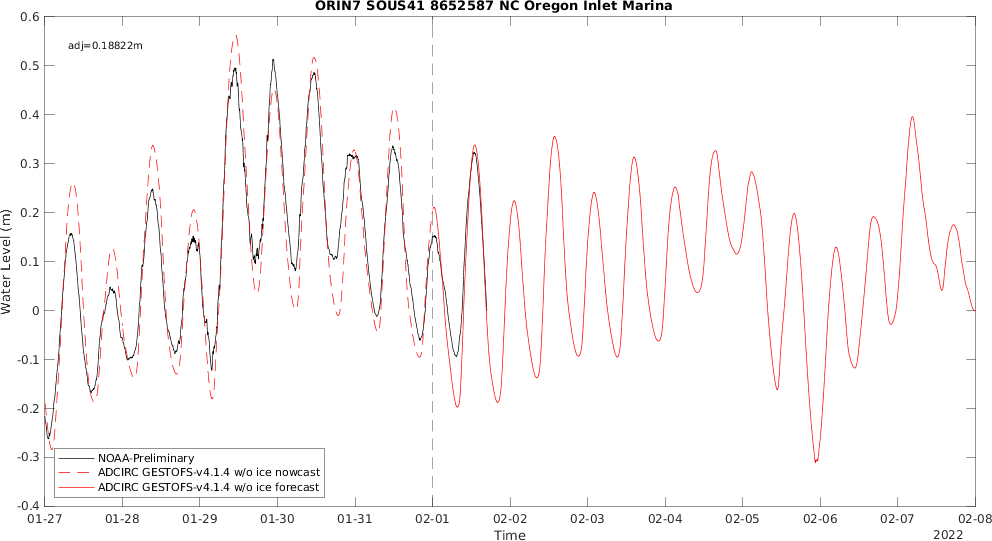 ORIN7 SOUS41 8652587 NC Oregon Inlet Marina
0.6
adj=0.18822m
0.5
0.4
0.3
0.2
0.1
0
-0.1
-0.2
-0.3
-0.4
Water Level (m)
NOAA-Preliminary
ADCIRC GESTOFS-v4.1.4 w/o ice nowcast
ADCIRC GESTOFS-v4.1.4 w/o ice forecast
01-27 01-28 01-29 01-30 01-31 02-01 02-02 02-03 02-04 02-05 02-06 02-07 02-08
Time
2022